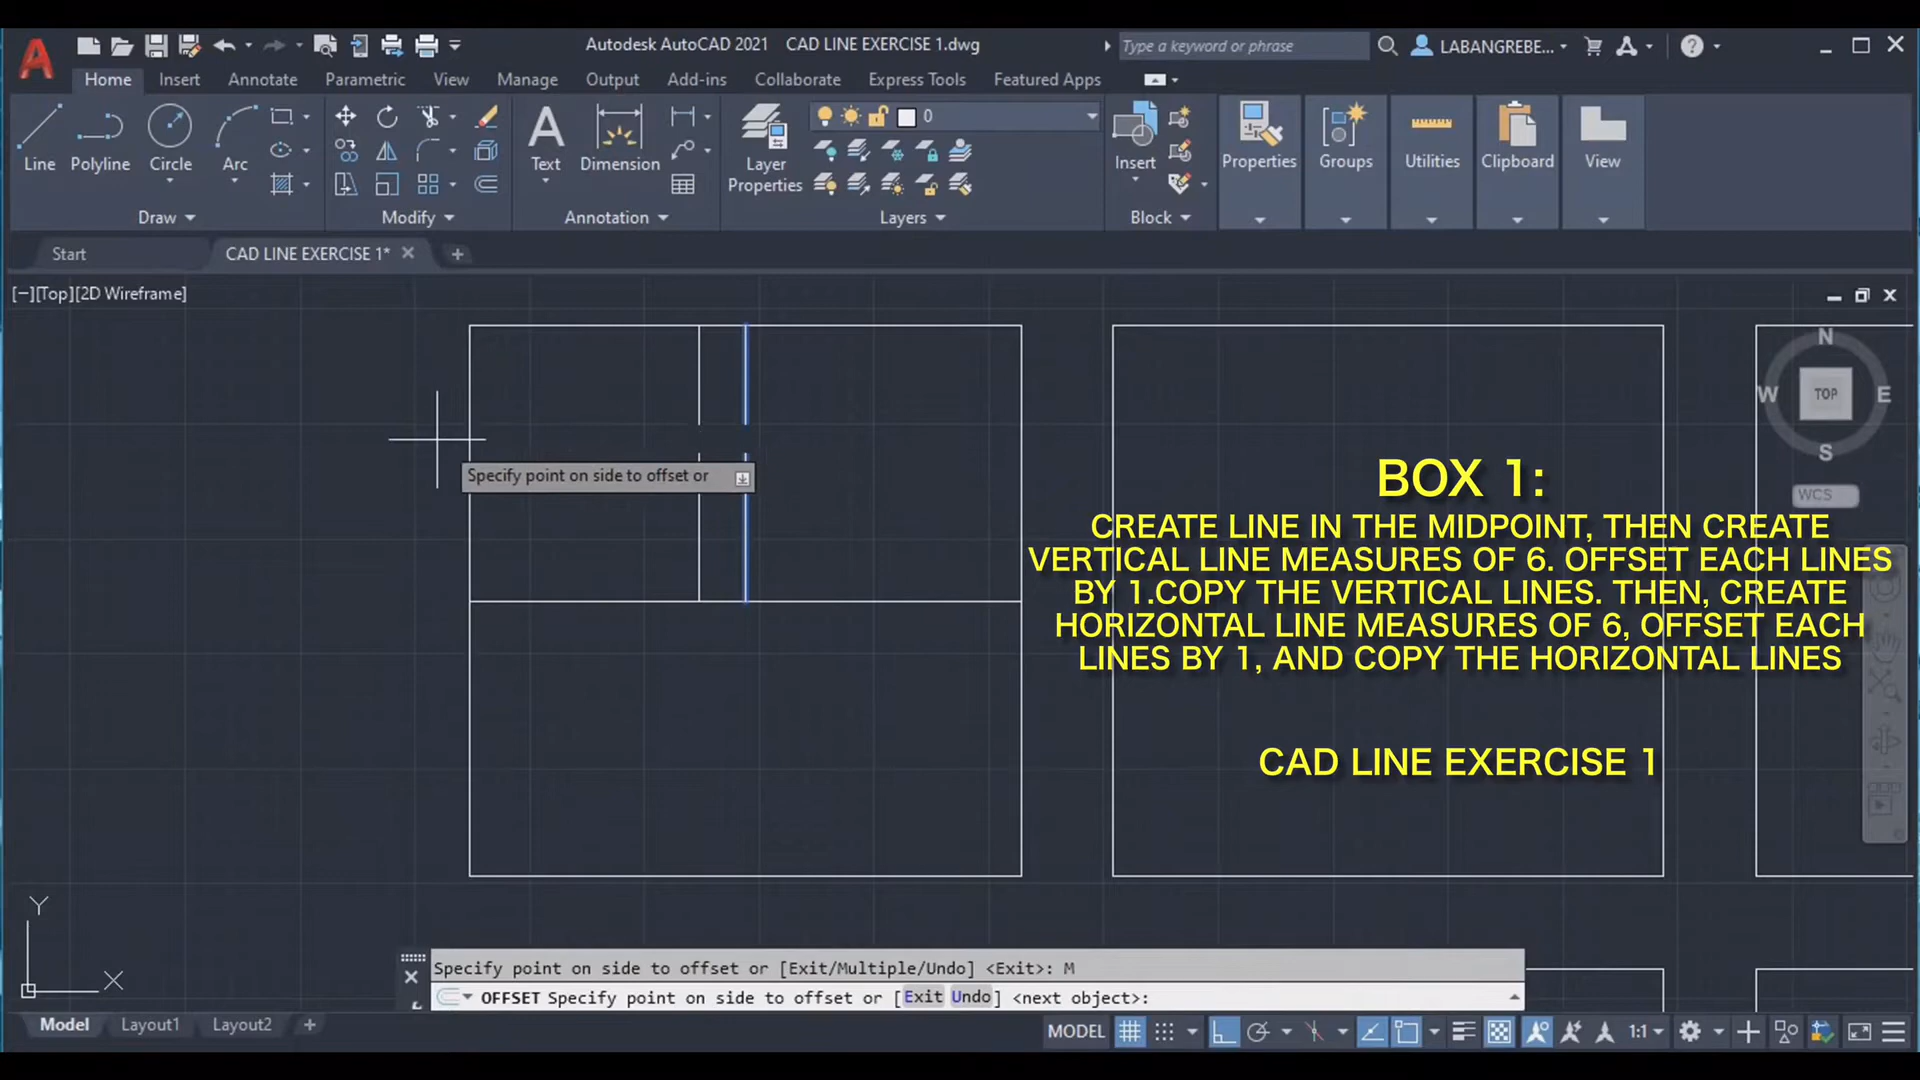 Autodesk AutoCAD 2021 CAD LINE EXERCISE 1.dwg
Type a keyword or phrase
LABANGREBE...
Home Insert Annotate Parametric View Manage Output Add-ins Collaborate Express Tools Featured Apps
0
Line Polyline Circle Arc Text Dimension Layer Properties Insert Properties Groups Utilities Clipboard View
Draw Modify Annotation Layers Block
Start CAD LINE EXERCISE 1*
[−][Top][2D Wireframe]
N
W TOP E
S
WCS
Specify point on side to offset or
BOX 1:
CREATE LINE IN THE MIDPOINT, THEN CREATE
VERTICAL LINE MEASURES OF 6. OFFSET EACH LINES
BY 1.COPY THE VERTICAL LINES. THEN, CREATE
HORIZONTAL LINE MEASURES OF 6, OFFSET EACH
LINES BY 1, AND COPY THE HORIZONTAL LINES
CAD LINE EXERCISE 1
Y
X
Specify point on side to offset or [Exit/Multiple/Undo] <Exit>: M
OFFSET Specify point on side to offset or [Exit Undo] <next object>:
Model Layout1 Layout2
MODEL 1:1